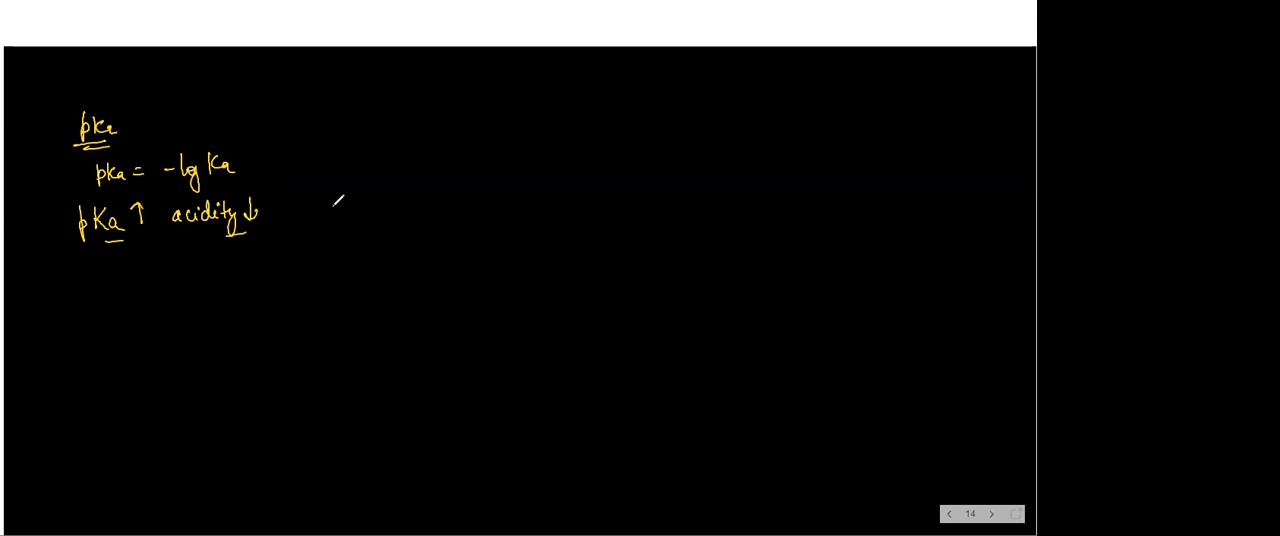 pka
pka = -log Ka
pKa ↑ acidity ↓
< 14 >